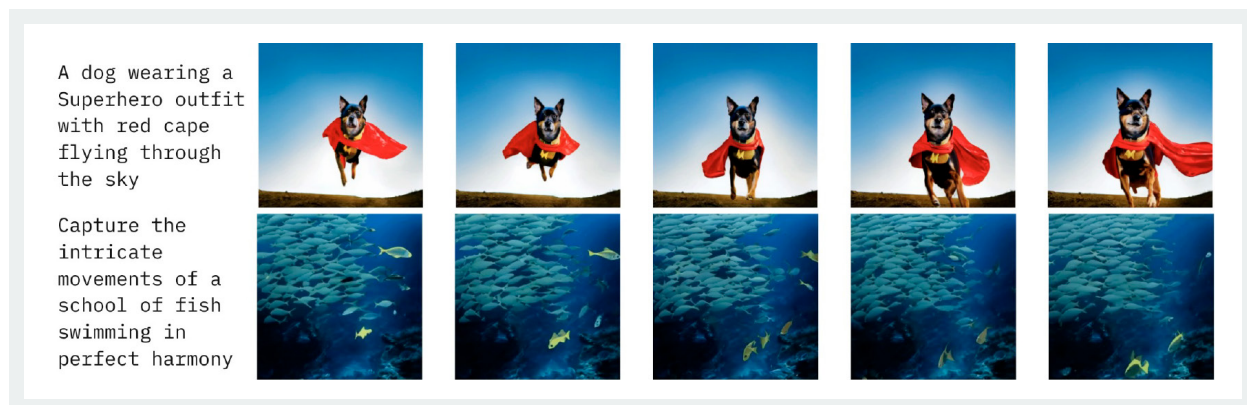 A dog wearing a
Superhero outfit
with red cape
flying through
the sky
Capture the
intricate
movements of a
school of fish
swimming in
perfect harmony